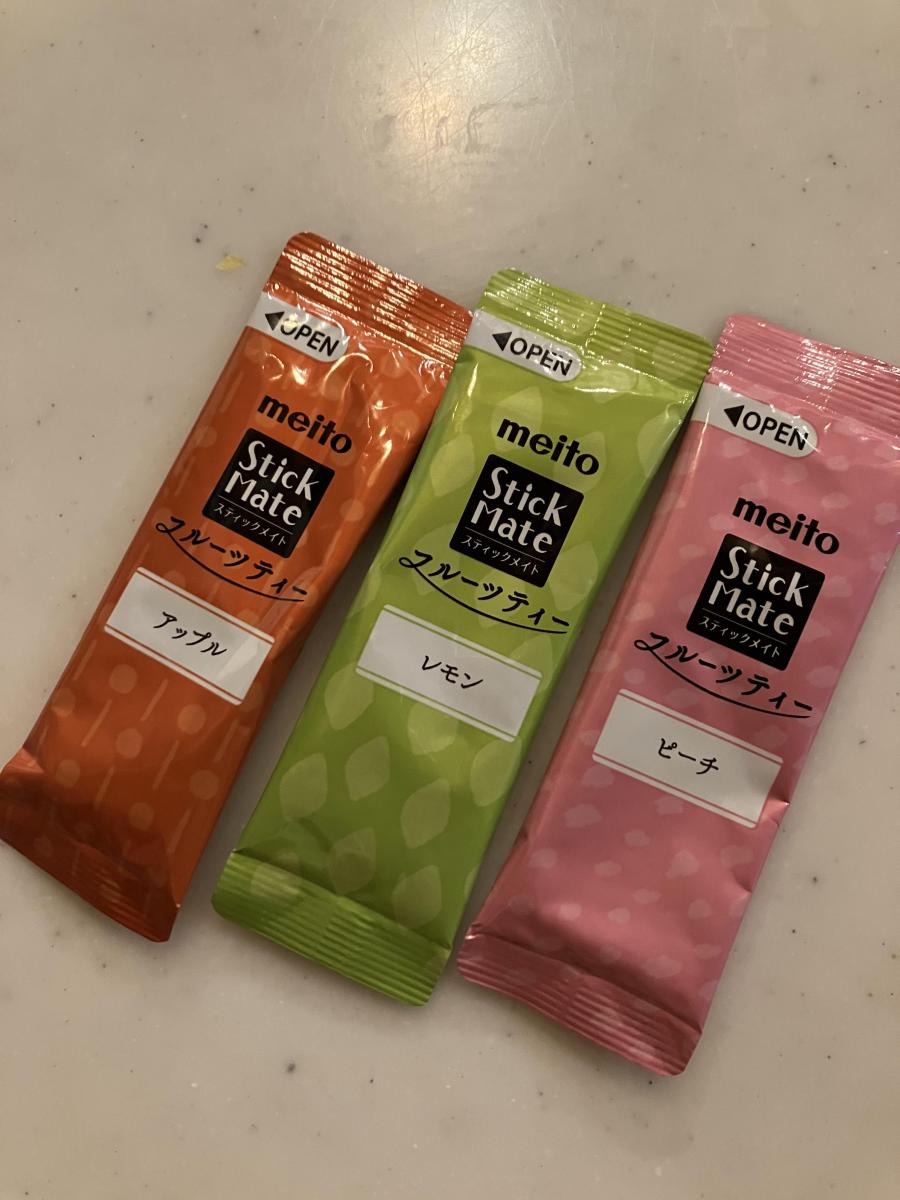 ◀OPEN
meito
Stick
Mate
スティックメイト
フルーツティー
アップル
◀OPEN
meito
Stick
Mate
スティックメイト
フルーツティー
レモン
◀OPEN
meito
Stick
Mate
スティックメイト
フルーツティー
ピーチ